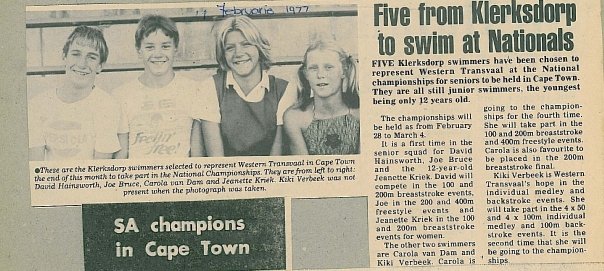 17 Februarie 1977
●These are the Klerksdorp swimmers selected to represent Western Transvaal in Cape Town
the end of this month to take part in the National Championships. They are from left to right:
David Hainsworth, Joe Bruce, Carola van Dam and Jeanette Kriek. Kiki Verbeek was not
present when the photograph was taken.
SA champions
in Cape Town
Five from Klerksdorp
to swim at Nationals
FIVE Klerksdorp swimmers have been chosen to
represent Western Transvaal at the National
championships for seniors to be held in Cape Town.
They are all still junior swimmers, the youngest
being only 12 years old.
The championships
will be held as from February
28 to March 4.
It is a first time in the
senior squad for David
Hainsworth, Joe Bruce
and the 12-year-old
Jeanette Kriek. David will
compete in the 100 and
200m breaststroke events,
Joe in the 200 and 400m
freestyle events and
Jeanette Kriek in the 100
and 200m breaststroke
events for women.
The other two swimmers
are Carola van Dam and
Kiki Verbeek. Carola is
going to the champion-
ships for the fourth time.
She will take part in the
100 and 200m breaststroke
and 400m freestyle events.
Carola is also favourite to
be placed in the 200m
breaststroke final.
Kiki Verbeek is Western
Transvaal's hope in the
individual medley and
backstroke events. She
will take part in the 4 x 50
and 4 x 100m individual
medley and 100m back-
stroke events. It is the
second time that she will
be going to the champion-
ships